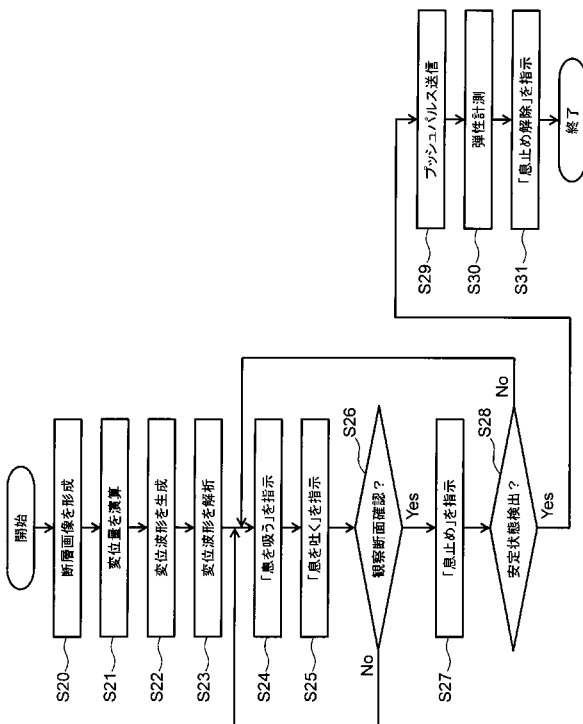 開始
断層画像を形成
S20
変位量を演算
S21
変位波形を生成
S22
変位波形を解析
S23
「息を吸う」を指示
S24
「息を吐く」を指示
S25
観察断面確認？
S26
No
Yes
「息止め」を指示
S27
安定状態検出？
S28
No
Yes
プッシュパルス送信
S29
弾性計測
S30
「息止め解除」を指示
S31
終了